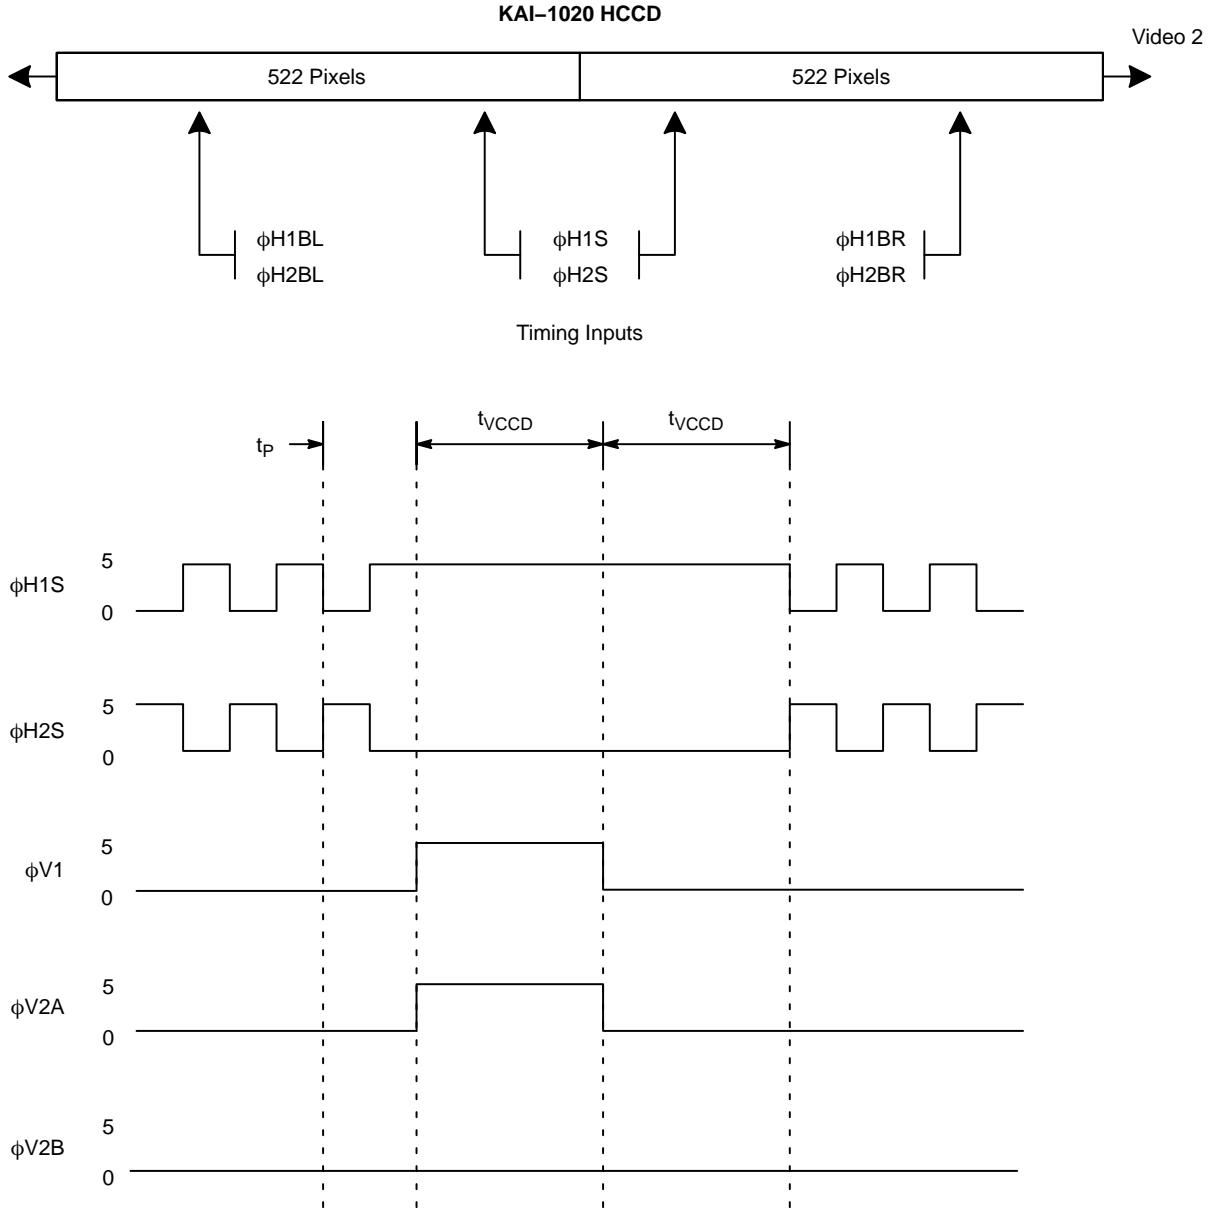 KAI–1020 HCCD
Video 2
522 Pixels 522 Pixels
ϕH1BL ϕH1S ϕH1BR
ϕH2BL ϕH2S ϕH2BR
Timing Inputs
tVCCD tVCCD
tP
5
ϕH1S
0
5
ϕH2S
0
5
ϕV1
0
5
ϕV2A
0
5
ϕV2B
0